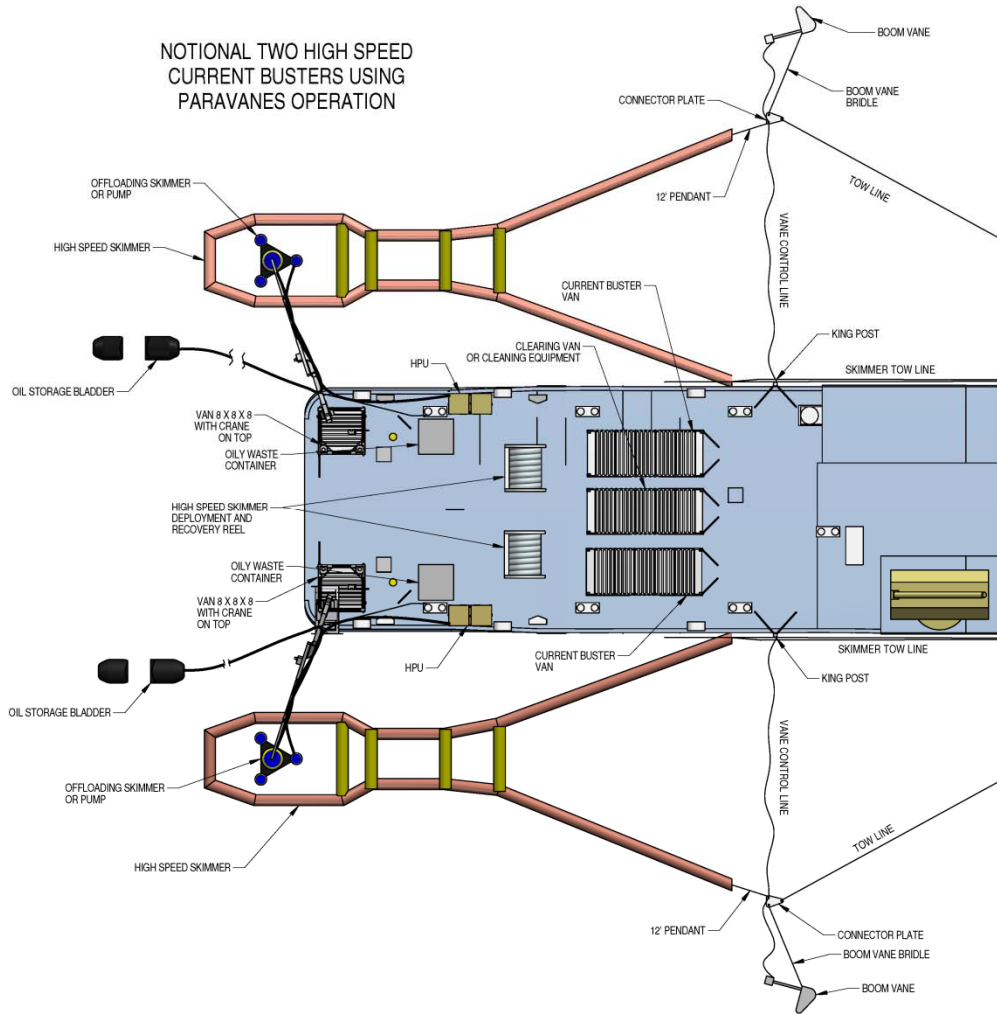 NOTIONAL TWO HIGH SPEED
CURRENT BUSTERS USING
PARAVANES OPERATION
BOOM VANE
BOOM VANE
BRIDLE
CONNECTOR PLATE
12' PENDANT
TOW LINE
VANE CONTROL LINE
OFFLOADING SKIMMER
OR PUMP
HIGH SPEED SKIMMER
CURRENT BUSTER
VAN
CLEARING VAN
OR CLEANING EQUIPMENT
KING POST
HPU
SKIMMER TOW LINE
OIL STORAGE BLADDER
VAN 8 X 8 X 8
WITH CRANE
ON TOP
OILY WASTE
CONTAINER
HIGH SPEED SKIMMER
DEPLOYMENT AND
RECOVERY REEL
OILY WASTE
CONTAINER
VAN 8 X 8 X 8
WITH CRANE
ON TOP
HPU
CURRENT BUSTER
VAN
SKIMMER TOW LINE
KING POST
OIL STORAGE BLADDER
VANE CONTROL LINE
OFFLOADING SKIMMER
OR PUMP
TOW LINE
HIGH SPEED SKIMMER
12' PENDANT
CONNECTOR PLATE
BOOM VANE BRIDLE
BOOM VANE